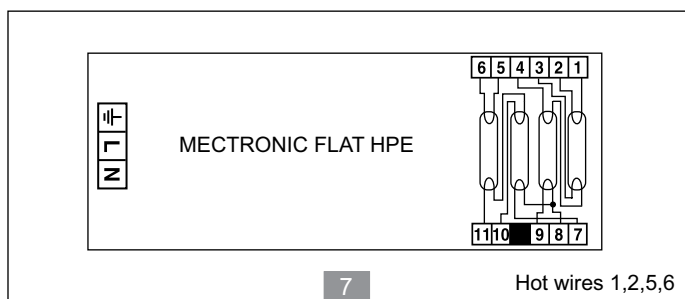 6 5 4 3 2 1
L
N
MECTRONIC FLAT HPE
11 10 9 8 7
7
Hot wires 1,2,5,6